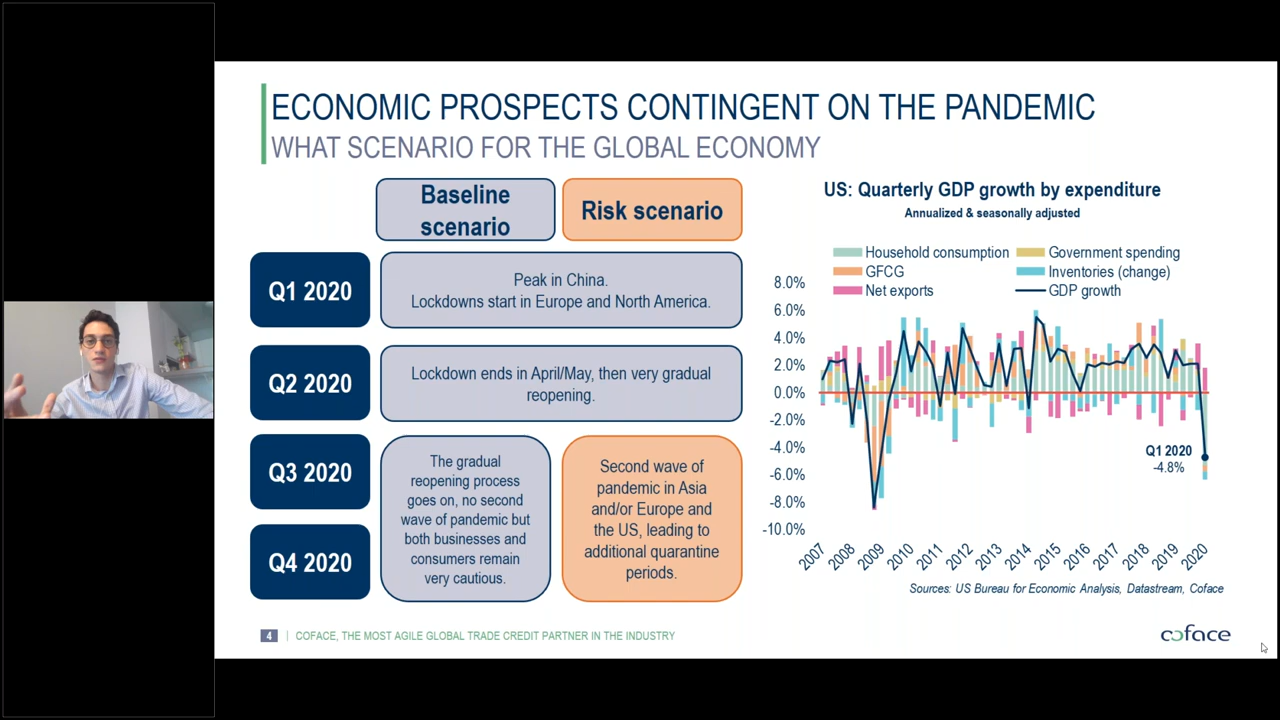 ECONOMIC PROSPECTS CONTINGENT ON THE PANDEMIC
WHAT SCENARIO FOR THE GLOBAL ECONOMY
Baseline
scenario
Risk scenario
Q1 2020
Peak in China.
Lockdowns start in Europe and North America.
Q2 2020
Lockdown ends in April/May, then very gradual
reopening.
Q3 2020
Q4 2020
The gradual
reopening process
goes on, no second
wave of pandemic but
both businesses and
consumers remain
very cautious.
Second wave of
pandemic in Asia
and/or Europe and
the US, leading to
additional quarantine
periods.
US: Quarterly GDP growth by expenditure
Annualized & seasonally adjusted
Household consumption
Government spending
GFCG
Inventories (change)
Net exports
GDP growth
8.0%
6.0%
4.0%
2.0%
0.0%
-2.0%
-4.0%
-6.0%
-8.0%
-10.0%
Q1 2020
-4.8%
2007
2008
2009
2010
2011
2012
2013
2014
2015
2016
2017
2018
2019
2020
Sources: US Bureau for Economic Analysis, Datastream, Coface
4
COFACE, THE MOST AGILE GLOBAL TRADE CREDIT PARTNER IN THE INDUSTRY
coface